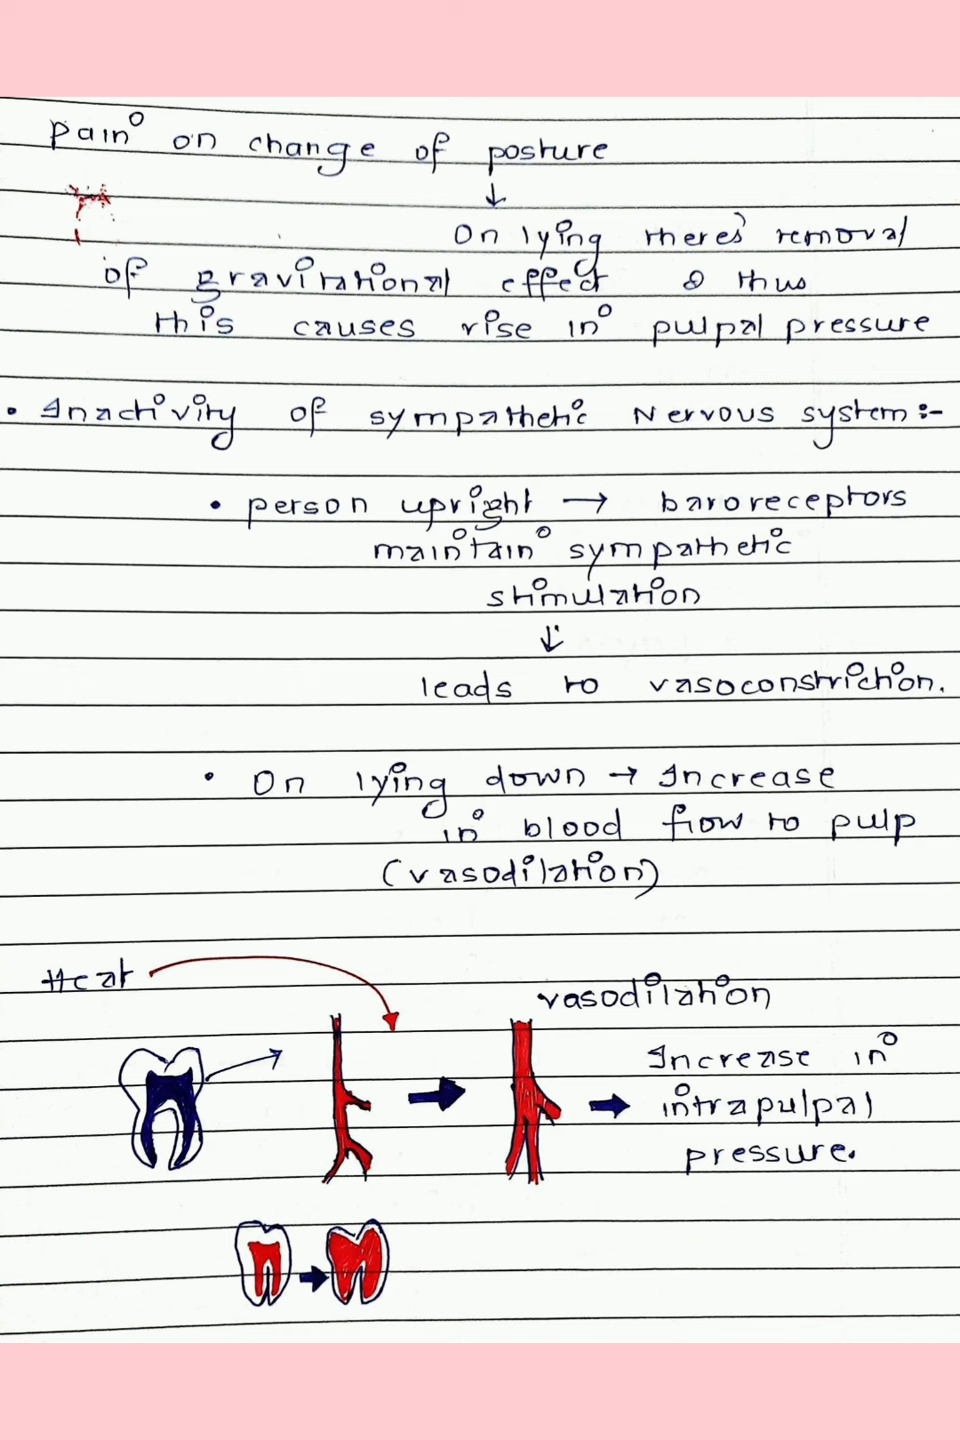 Pain on change of posture
↓
On lying there's removal
of gravitational effect & thus
this causes rise in pulpal pressure
• Inactivity of sympathetic Nervous system:-
• person upright → baroreceptors
maintain sympathetic
stimulation
↓
leads to vasoconstriction.
• On lying down → Increase
in blood flow to pulp
(vasodilation)
Heat
vasodilation
Increase in
intrapulpal
pressure.